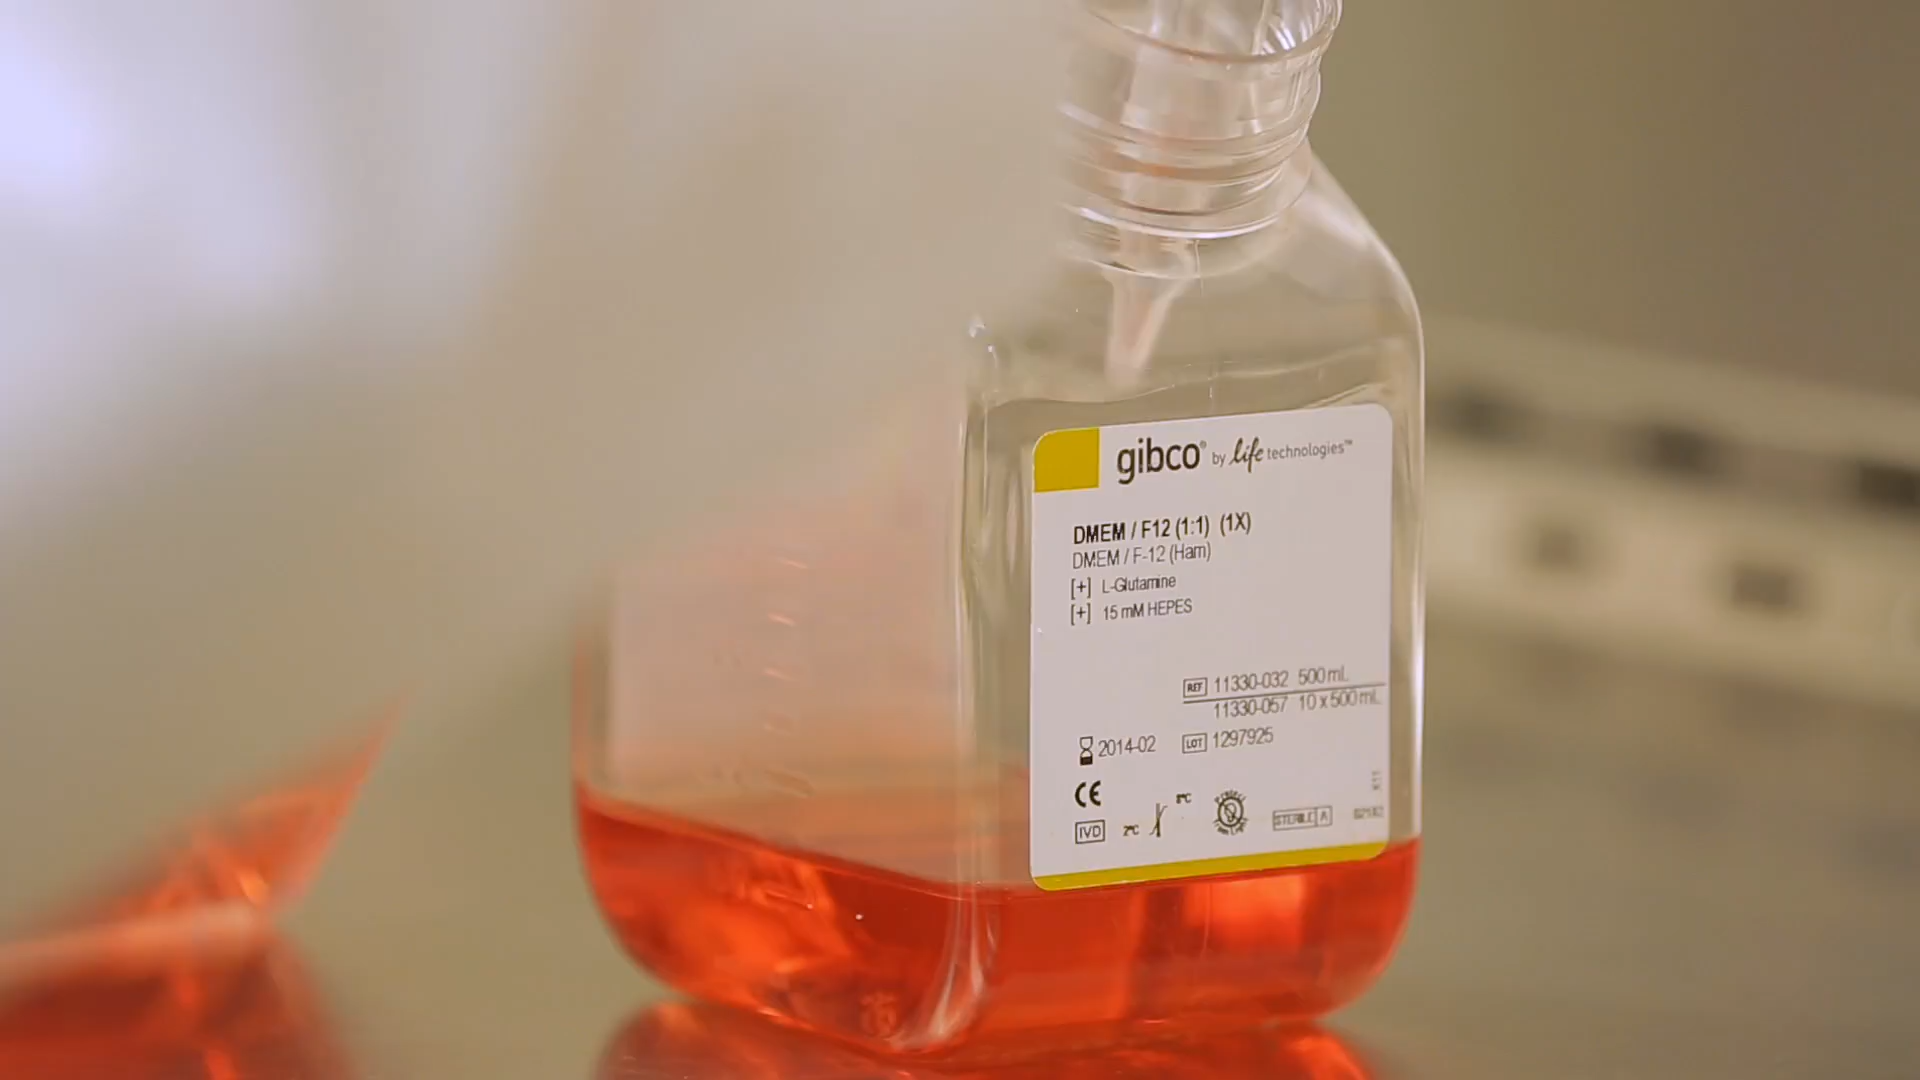 gibco® by life technologies™
DMEM / F12 (1:1) (1X)
DMEM / F-12 (Ham)
[+] L-Glutamine
[+] 15 mM HEPES
REF 11330-032 500 mL
11330-057 10 x 500 mL
2014-02 LOT 1297925
CE
IVD 2°C 8°C STERILE A